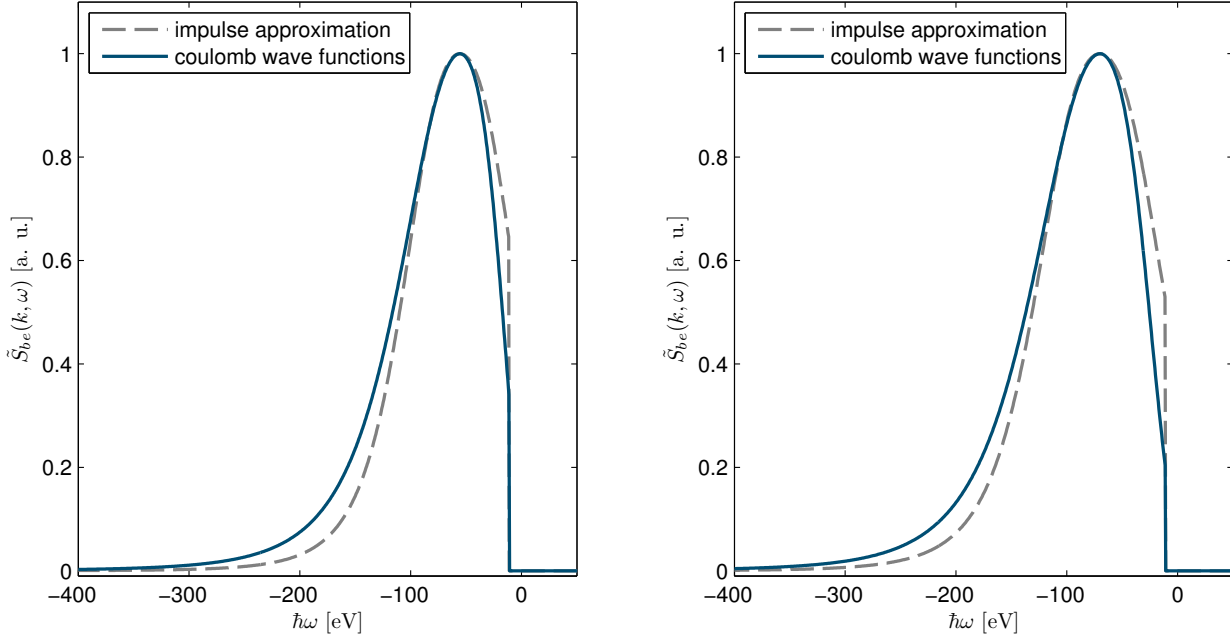 impulse approximation
coulomb wave functions
1
0.8
0.6
0.4
0.2
0
S̃_be(k, ω) [a. u.]
−400 −300 −200 −100 0
ħω [eV]
impulse approximation
coulomb wave functions
1
0.8
0.6
0.4
0.2
0
S̃_be(k, ω) [a. u.]
−400 −300 −200 −100 0
ħω [eV]